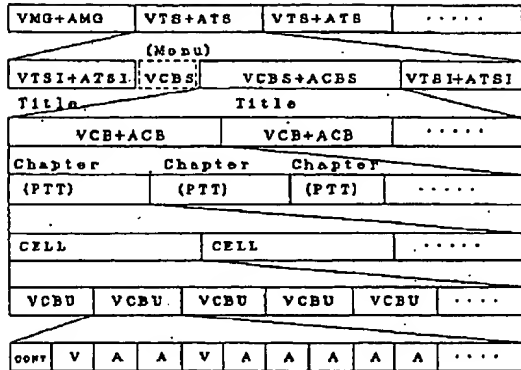 VMG+AMG VTS+ATS VTS+ATS .....
(Menu)
VTSI+ATSI VCBS VCBS+ACBS VTSI+ATSI
Title Title
VCB+ACB VCB+ACB .....
Chapter Chapter Chapter
(PTT) (PTT) (PTT) .....
CELL CELL .....
VCBU VCBU VCBU VCBU VCBU ....
CONT V A A V A A A A A ....